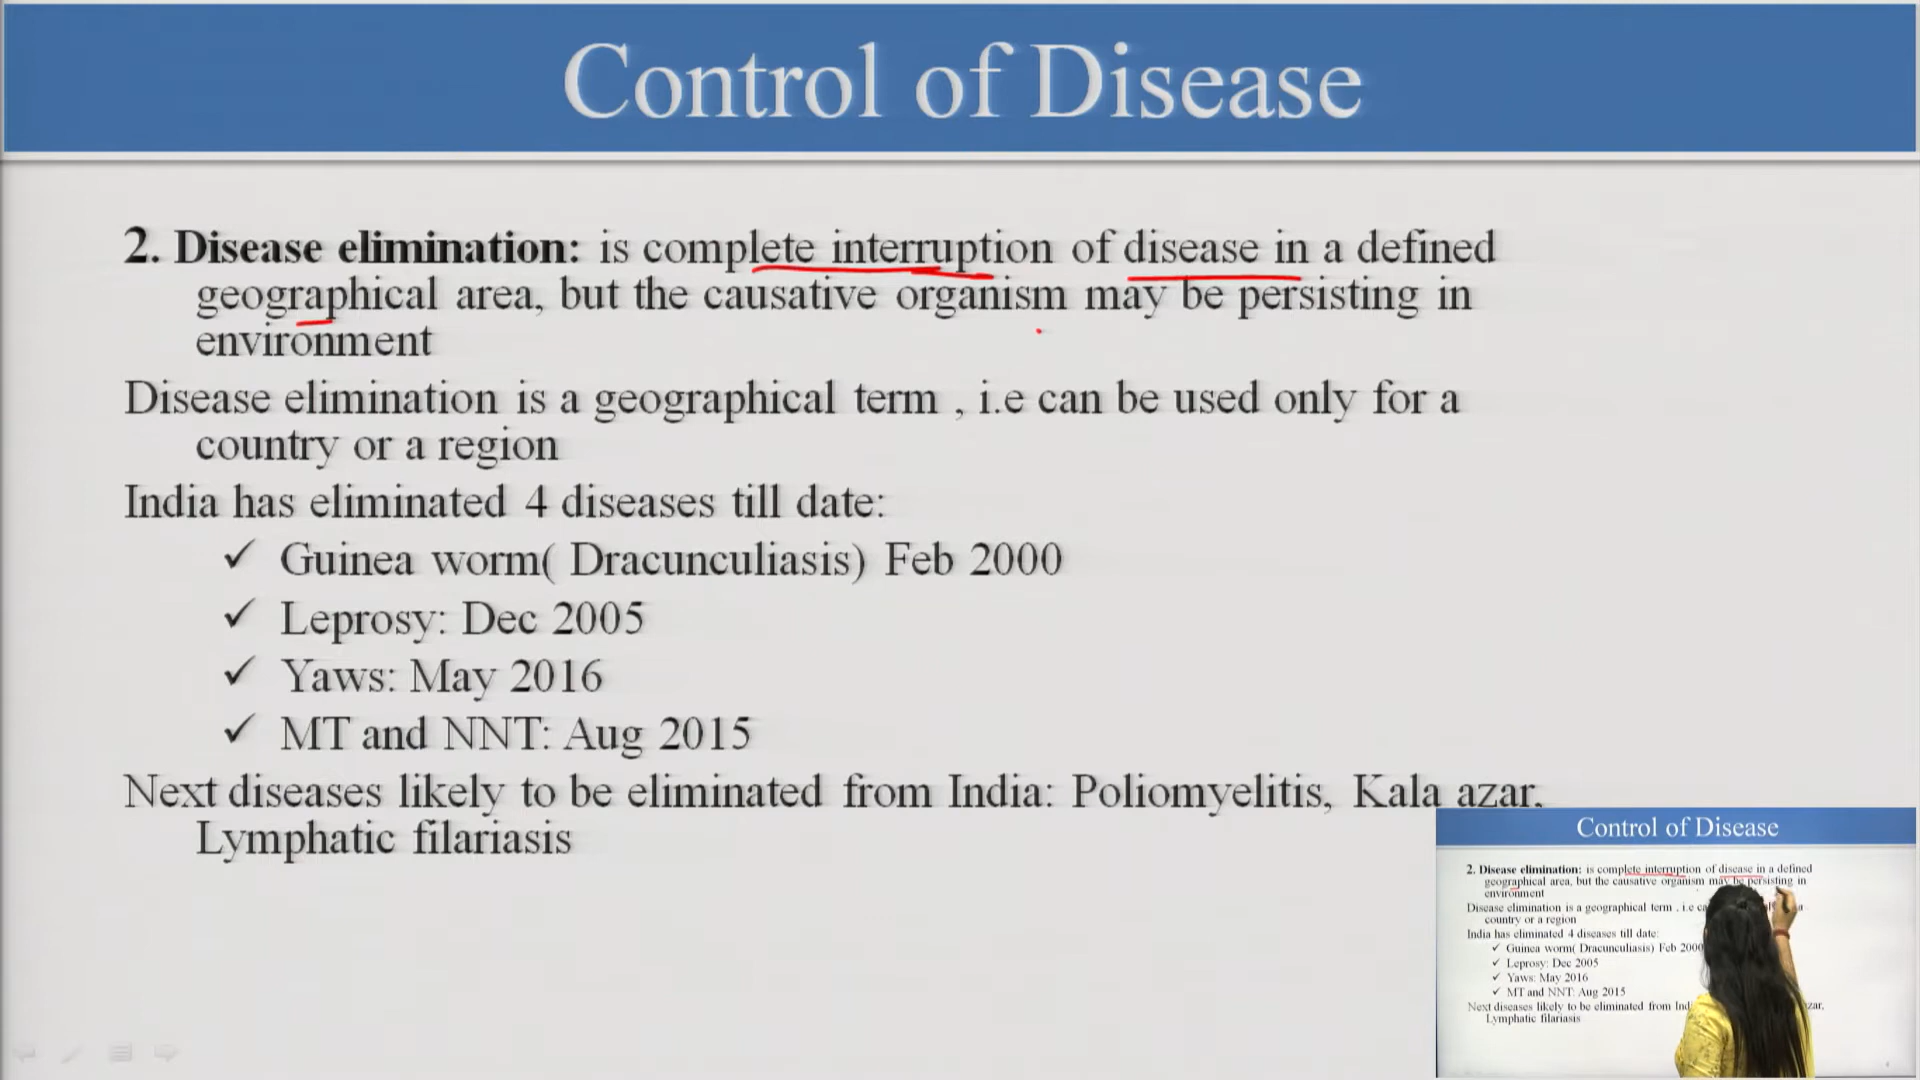 Control of Disease
2. Disease elimination: is complete interruption of disease in a defined
geographical area, but the causative organism may be persisting in
environment
Disease elimination is a geographical term , i.e can be used only for a
country or a region
India has eliminated 4 diseases till date:
✓ Guinea worm( Dracunculiasis) Feb 2000
✓ Leprosy: Dec 2005
✓ Yaws: May 2016
✓ MT and NNT: Aug 2015
Next diseases likely to be eliminated from India: Poliomyelitis, Kala azar,
Lymphatic filariasis
Control of Disease
2. Disease elimination: is complete interruption of disease in a defined
geographical area, but the causative organism may be persisting in
environment
Disease elimination is a geographical term , i.e
country or a region
India has eliminated 4 diseases till date:
✓ Guinea worm( Dracunculiasis) Feb 2000
✓ Leprosy: Dec 2005
✓ Yaws: May 2016
✓ MT and NNT: Aug 2015
Next diseases likely to be eliminated from
Lymphatic filariasis